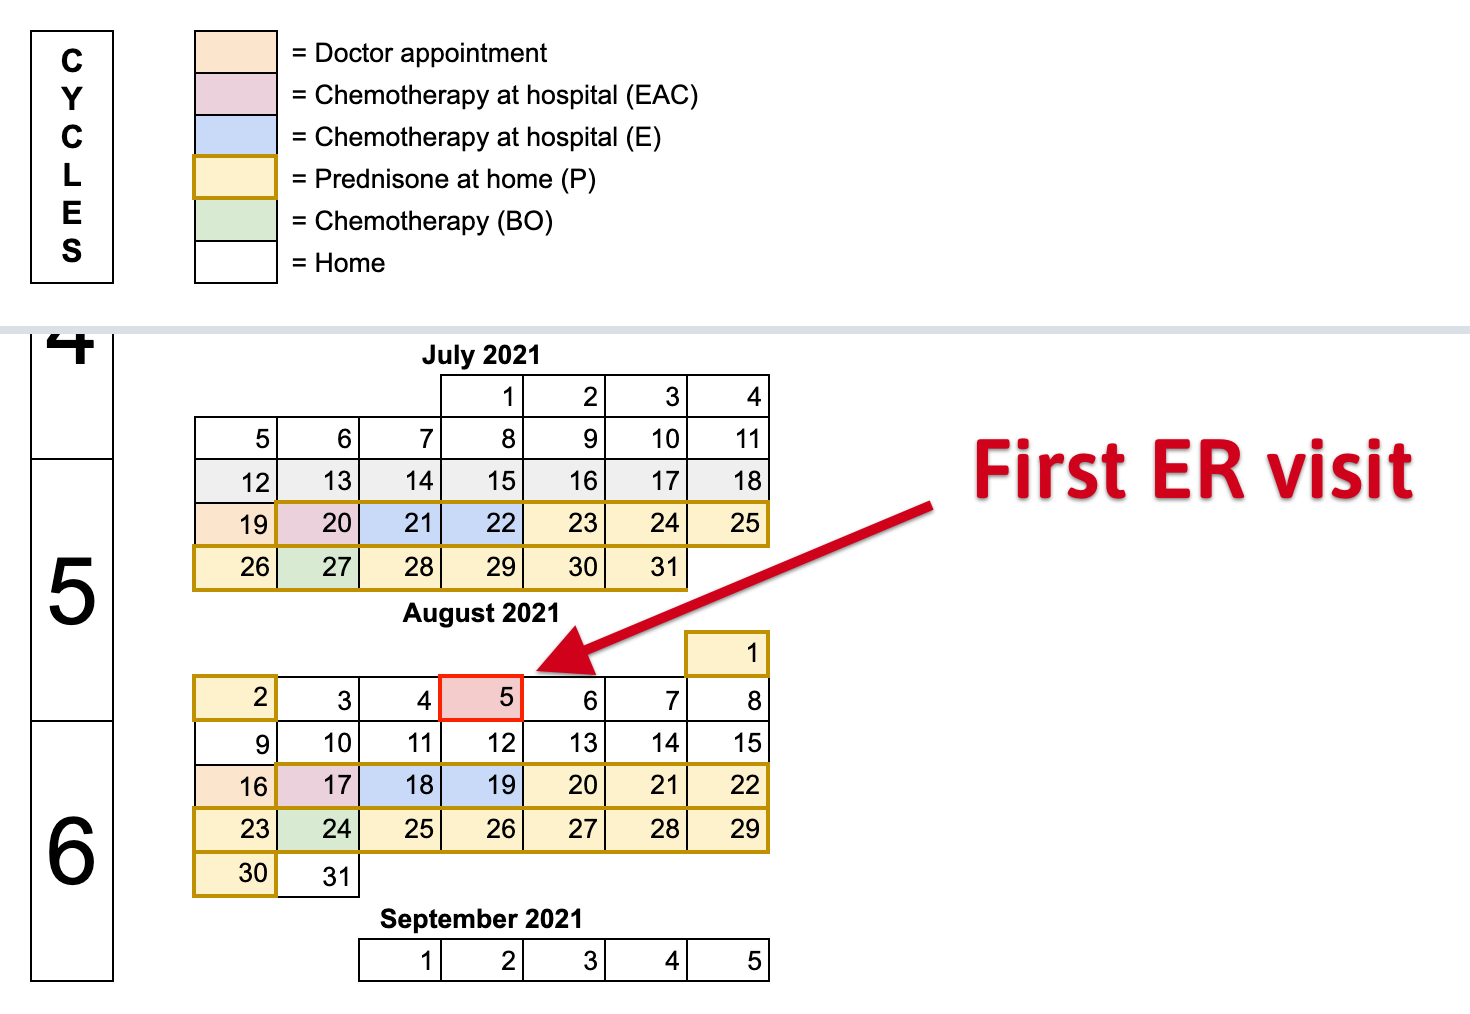 C
Y
C
L
E
S
= Doctor appointment
= Chemotherapy at hospital (EAC)
= Chemotherapy at hospital (E)
= Prednisone at home (P)
= Chemotherapy (BO)
= Home
4
July 2021
1 2 3 4
5 6 7 8 9 10 11
12 13 14 15 16 17 18
19 20 21 22 23 24 25
26 27 28 29 30 31
First ER visit
5
August 2021
1
2 3 4 5 6 7 8
9 10 11 12 13 14 15
16 17 18 19 20 21 22
23 24 25 26 27 28 29
30 31
6
September 2021
1 2 3 4 5